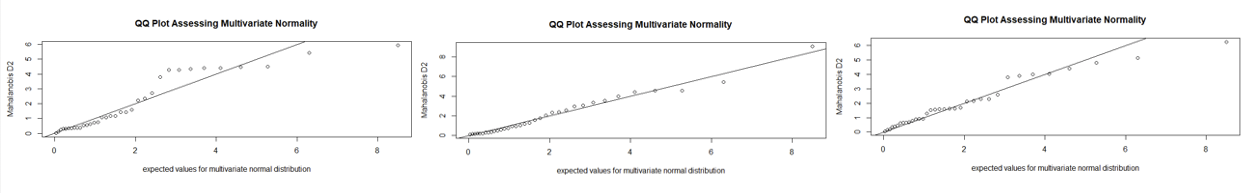 QQ Plot Assessing Multivariate Normality
Mahalanobis D2
0 1 2 3 4 5 6
0 2 4 6 8
expected values for multivariate normal distribution
QQ Plot Assessing Multivariate Normality
Mahalanobis D2
0 2 4 6 8
0 2 4 6 8
expected values for multivariate normal distribution
QQ Plot Assessing Multivariate Normality
Mahalanobis D2
0 1 2 3 4 5 6
0 2 4 6 8
expected values for multivariate normal distribution